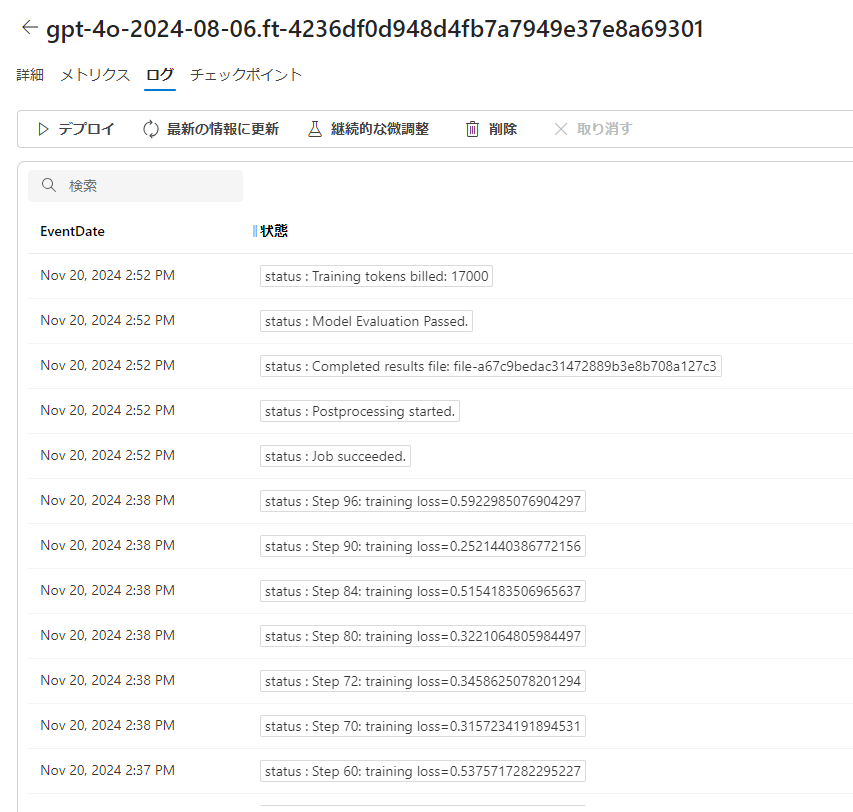 gpt-4o-2024-08-06.ft-4236df0d948d4fb7a7949e37e8a69301
詳細 メトリクス ログ チェックポイント
デプロイ 最新の情報に更新 継続的な微調整 削除 取り消す
検索
EventDate 状態
Nov 20, 2024 2:52 PM status : Training tokens billed: 17000
Nov 20, 2024 2:52 PM status : Model Evaluation Passed.
Nov 20, 2024 2:52 PM status : Completed results file: file-a67c9bedac31472889b3e8b708a127c3
Nov 20, 2024 2:52 PM status : Postprocessing started.
Nov 20, 2024 2:52 PM status : Job succeeded.
Nov 20, 2024 2:38 PM status : Step 96: training loss=0.5922985076904297
Nov 20, 2024 2:38 PM status : Step 90: training loss=0.2521440386772156
Nov 20, 2024 2:38 PM status : Step 84: training loss=0.5154183506965637
Nov 20, 2024 2:38 PM status : Step 80: training loss=0.3221064805984497
Nov 20, 2024 2:38 PM status : Step 72: training loss=0.3458625078201294
Nov 20, 2024 2:38 PM status : Step 70: training loss=0.3157234191894531
Nov 20, 2024 2:37 PM status : Step 60: training loss=0.5375717282295227